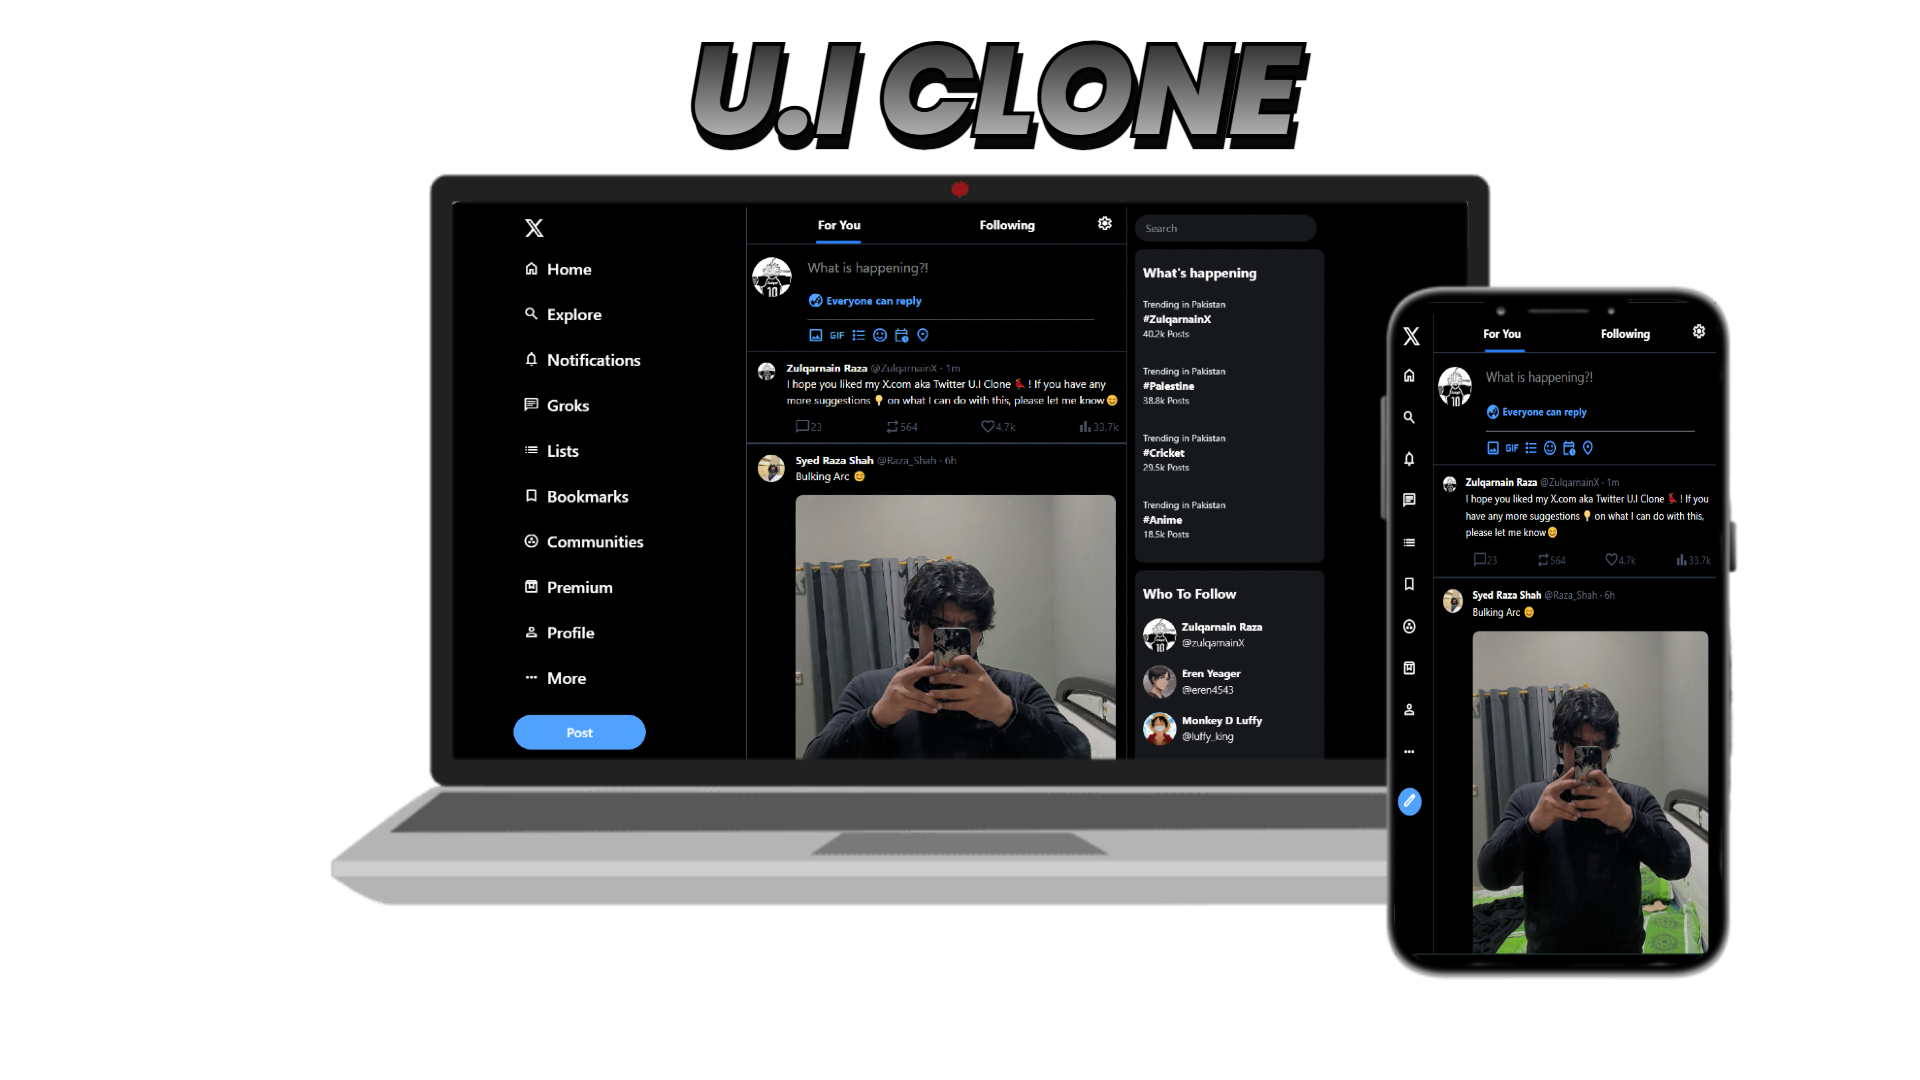 U.I CLONE
Home
Explore
Notifications
Groks
Lists
Bookmarks
Communities
Premium
Profile
More
Post
For You
Following
What is happening?!
Everyone can reply
GIF
Zulqarnain Raza @ZulqarnainX · 1m
I hope you liked my X.com aka Twitter U.I Clone 💃 ! If you have any
more suggestions 👇 on what I can do with this, please let me know 😊
23
564
4.7k
33.7k
Syed Raza Shah @Raza_Shah · 6h
Bulking Arc 😊
Search
What's happening
Trending in Pakistan
#ZulqarnainX
40.2k Posts
Trending in Pakistan
#Palestine
38.8k Posts
Trending in Pakistan
#Cricket
29.5k Posts
Trending in Pakistan
#Anime
18.5k Posts
Who To Follow
Zulqarnain Raza
@zulqarnainX
Eren Yeager
@eren4543
Monkey D Luffy
@luffy_king
For You
Following
What is happening?!
Everyone can reply
GIF
Zulqarnain Raza @ZulqarnainX · 1m
I hope you liked my X.com aka Twitter U.I Clone 💃 ! If you
have any more suggestions 👇 on what I can do with this,
please let me know 😊
23
564
4.7k
33.7k
Syed Raza Shah @Raza_Shah · 6h
Bulking Arc 😊